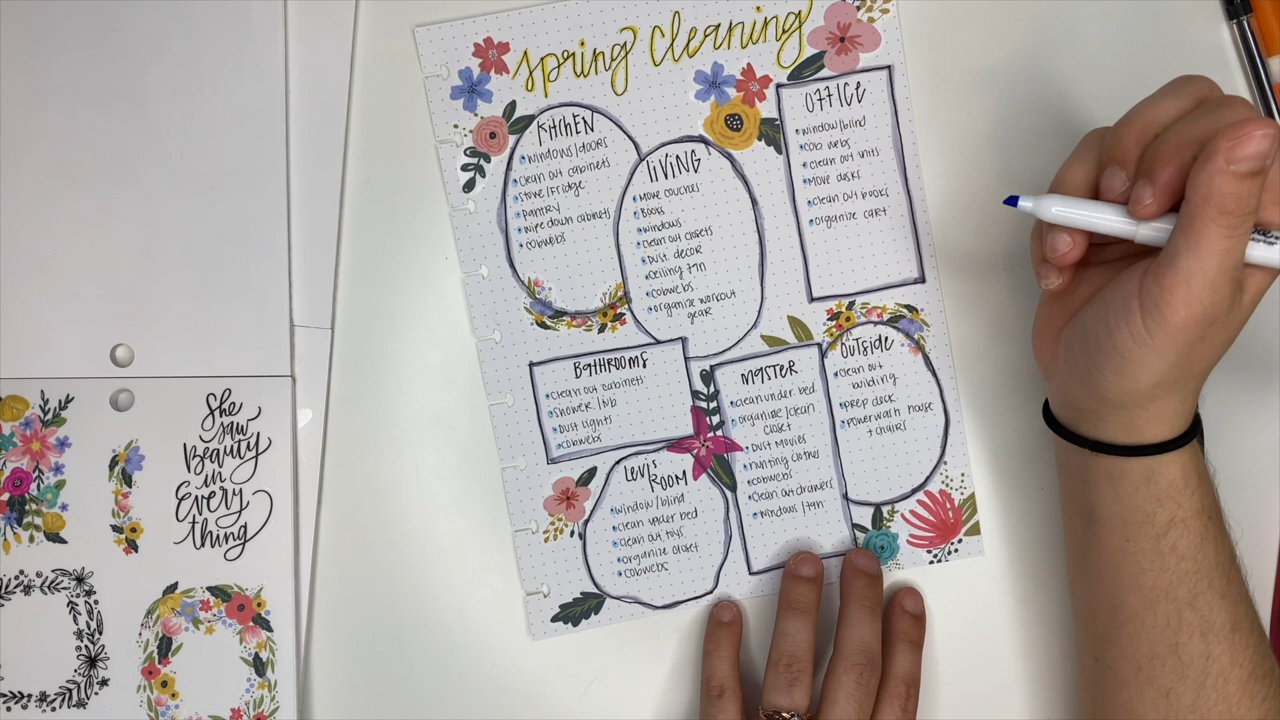 spring cleaning
KitCHEN
windows/doors
clean out cabinets
stove/fridge
pantry
wipe down cabinets
cobwebs
LiViNG
move couches
books
windows
clean out closets
dust decor
ceiling fan
cobwebs
organize workout
gear
OFFICE
window/blind
cob webs
clean out units
move desks
clean out books
organize cart
BATHROOMS
clean out cabinets
shower/tub
dust lights
cobwebs
MASTER
clean under bed
organize/clean
closet
dust movies
hunting clothes
cobwebs
clean out drawers
windows/fan
OUTSidE
clean out
building
prep deck
powerwash house
+ chairs
Levi's
ROOM
window/blind
clean under bed
clean out toys
organize closet
cobwebs
She
saw
Beauty
in
Every
thing